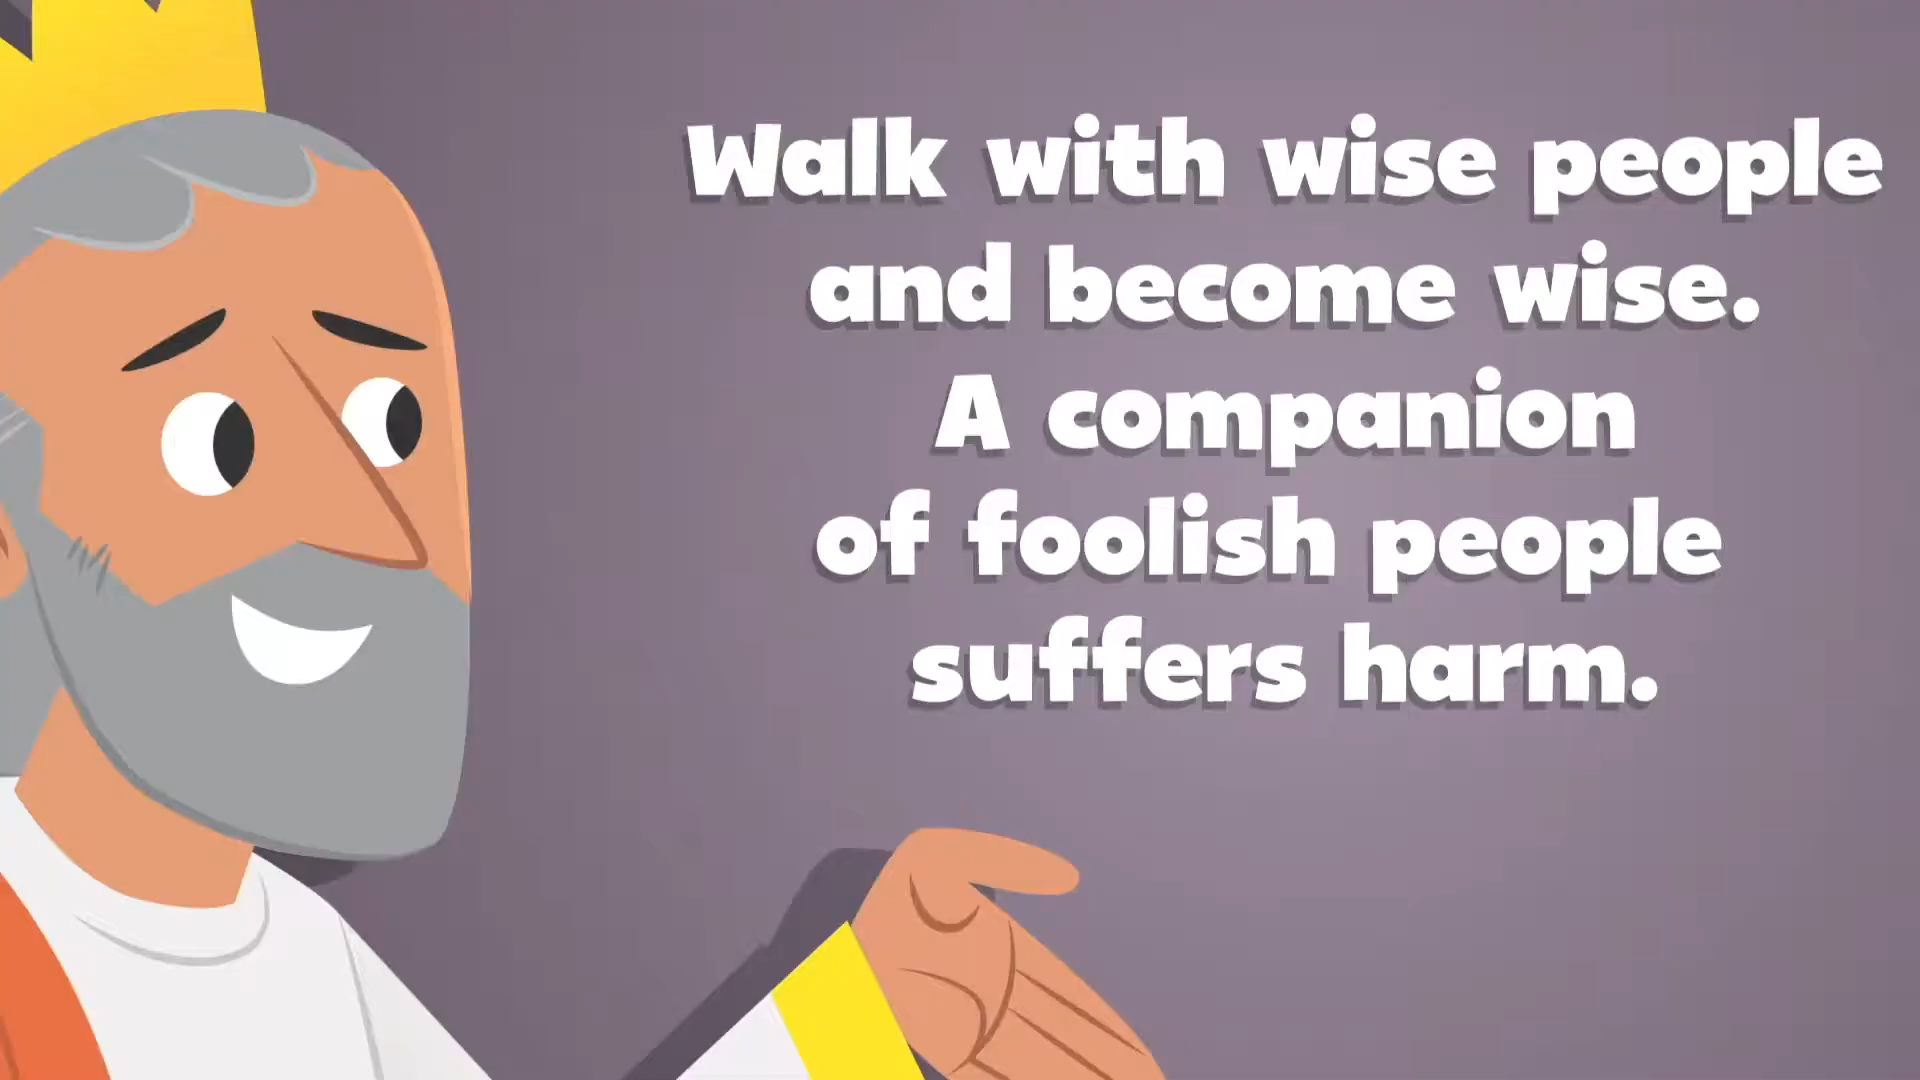 Walk with wise people
and become wise.
A companion
of foolish people
suffers harm.